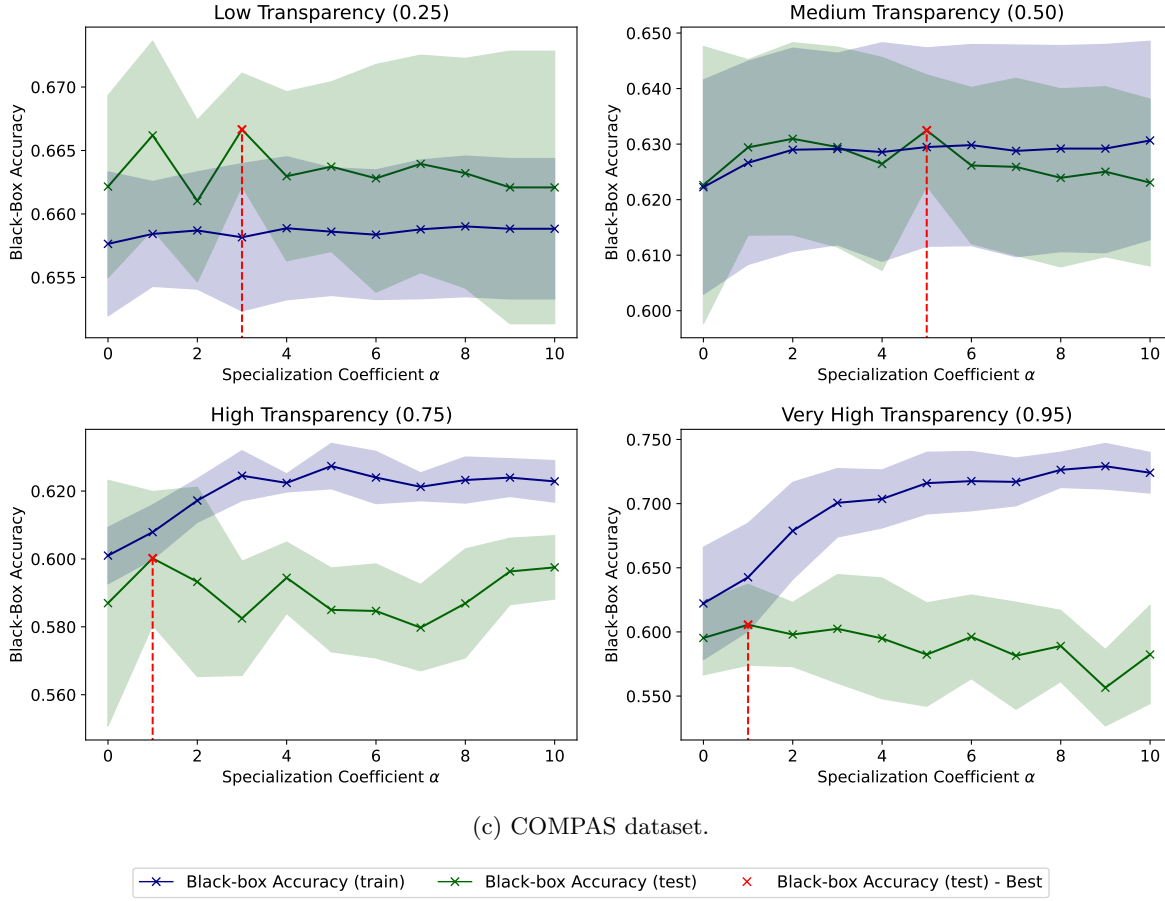 Low Transparency (0.25)
Black-Box Accuracy
0.670
0.665
0.660
0.655
0 2 4 6 8 10
Specialization Coefficient α
Medium Transparency (0.50)
Black-Box Accuracy
0.650
0.640
0.630
0.620
0.610
0.600
0 2 4 6 8 10
Specialization Coefficient α
High Transparency (0.75)
Black-Box Accuracy
0.620
0.600
0.580
0.560
0 2 4 6 8 10
Specialization Coefficient α
Very High Transparency (0.95)
Black-Box Accuracy
0.750
0.700
0.650
0.600
0.550
0 2 4 6 8 10
Specialization Coefficient α
(c) COMPAS dataset.
Black-box Accuracy (train) Black-box Accuracy (test) Black-box Accuracy (test) - Best